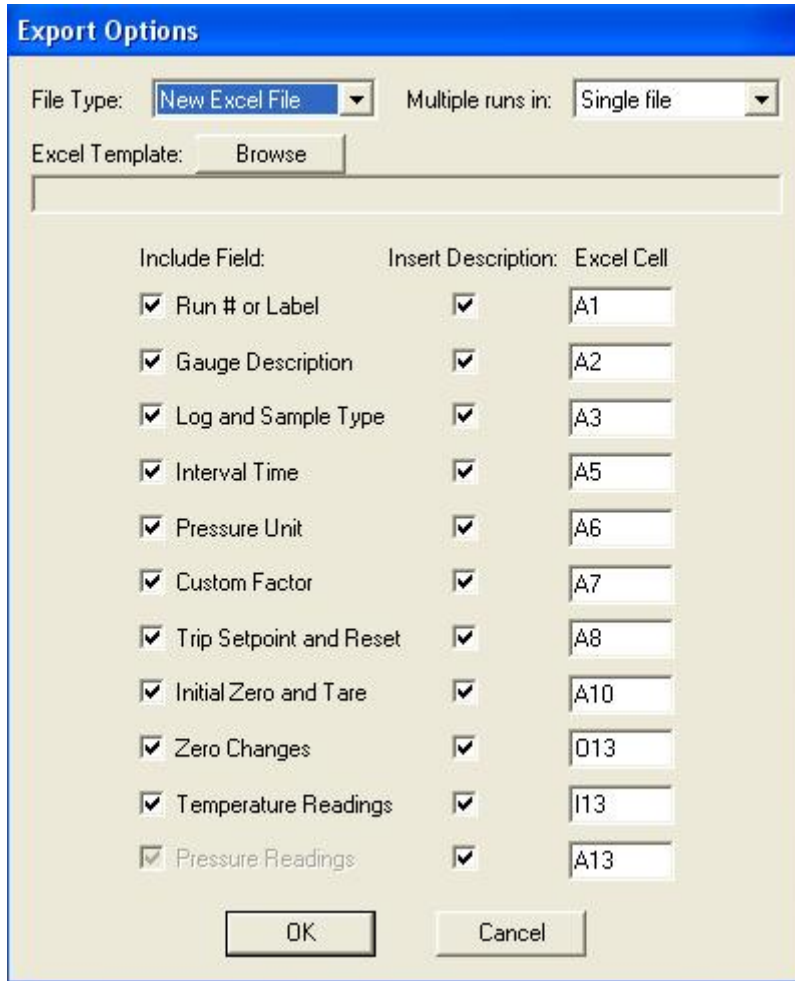 Export Options
File Type: New Excel File Multiple runs in: Single file
Excel Template: Browse
Include Field: Insert Description: Excel Cell
Run # or Label A1
Gauge Description A2
Log and Sample Type A3
Interval Time A5
Pressure Unit A6
Custom Factor A7
Trip Setpoint and Reset A8
Initial Zero and Tare A10
Zero Changes O13
Temperature Readings I13
Pressure Readings A13
OK Cancel